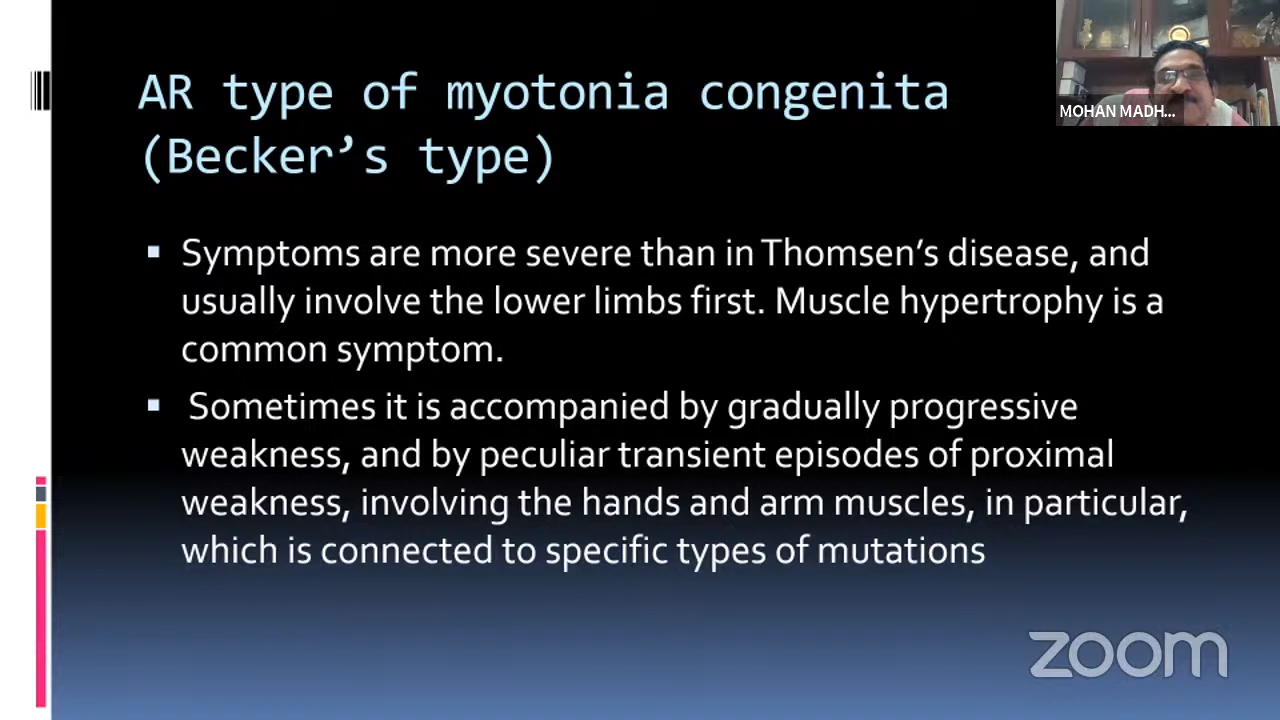 AR type of myotonia congenita
(Becker’s type)
MOHAN MADH...
Symptoms are more severe than in Thomsen’s disease, and
usually involve the lower limbs first. Muscle hypertrophy is a
common symptom.
Sometimes it is accompanied by gradually progressive
weakness, and by peculiar transient episodes of proximal
weakness, involving the hands and arm muscles, in particular,
which is connected to specific types of mutations
zoom